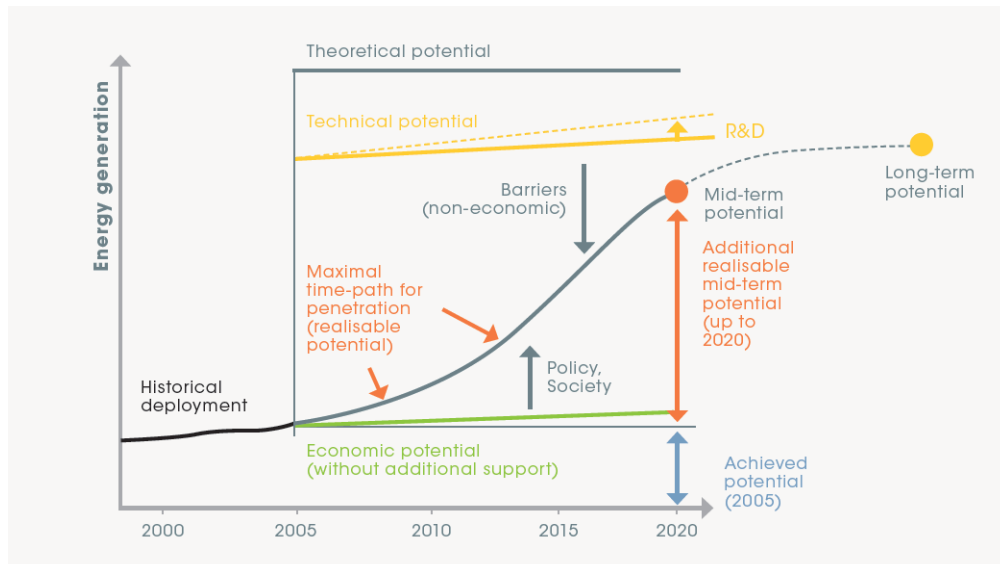 Theoretical potential
Energy generation
Technical potential
R&D
Barriers
(non-economic)
Long-term
potential
Mid-term
potential
Additional
realisable
mid-term
potential
(up to
2020)
Maximal
time-path for
penetration
(realisable
potential)
Policy,
Society
Historical
deployment
Economic potential
(without additional support)
Achieved
potential
(2005)
2000
2005
2010
2015
2020